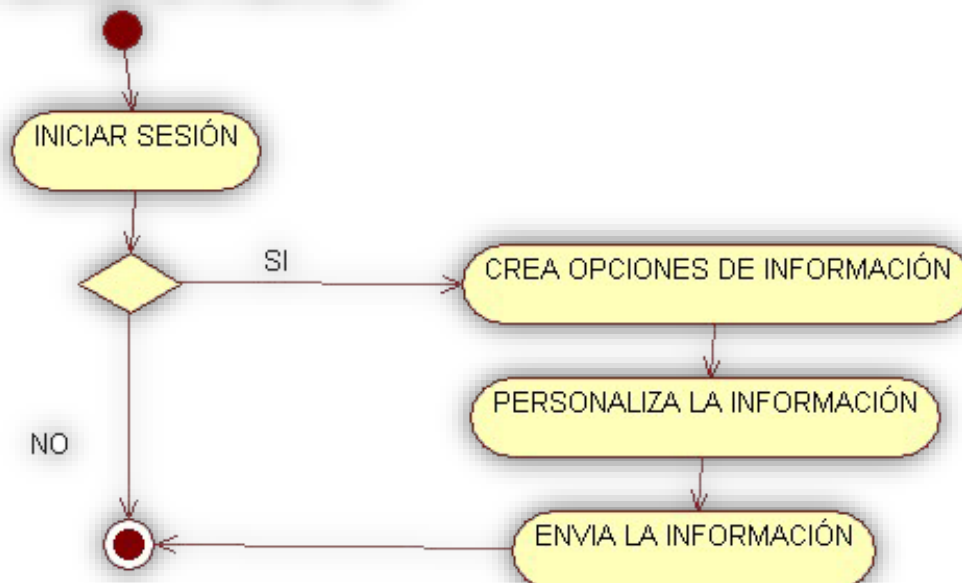 INICIAR SESIÓN
SI
CREA OPCIONES DE INFORMACIÓN
PERSONALIZA LA INFORMACIÓN
NO
ENVIA LA INFORMACIÓN